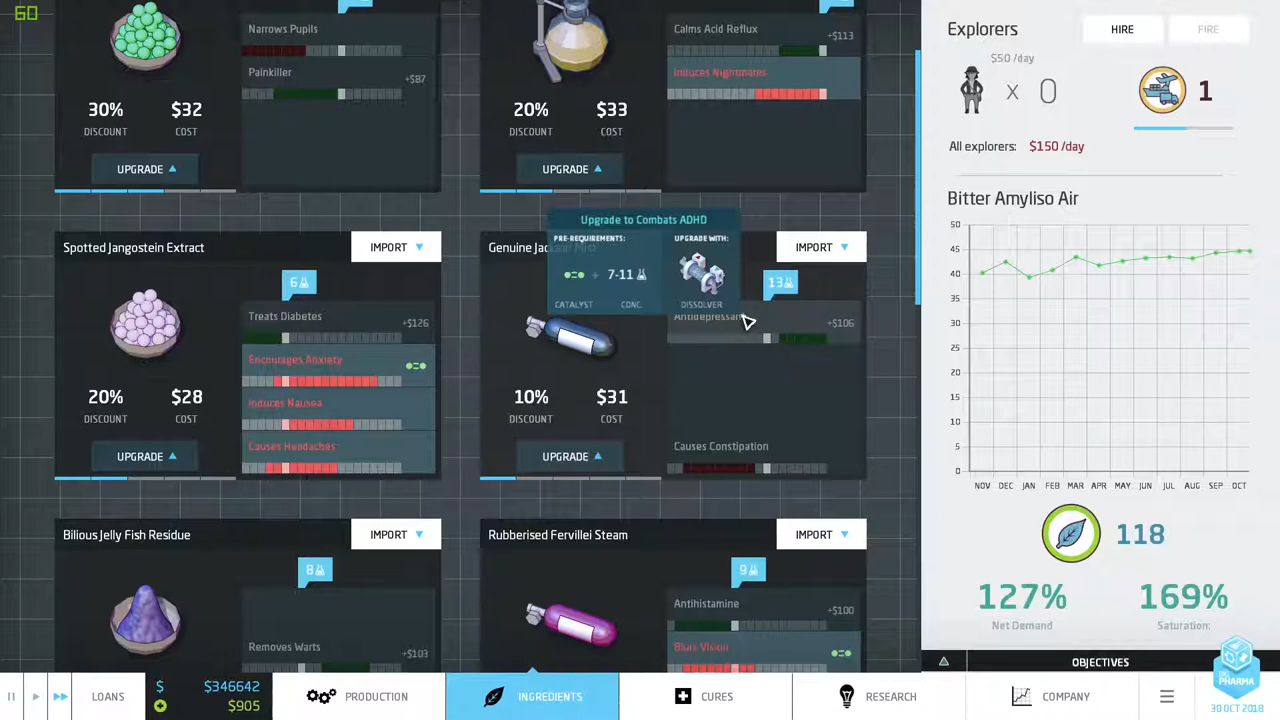 60
Narrows Pupils
Painkiller
+$87
30%
$32
DISCOUNT
COST
UPGRADE
Calms Acid Reflux
+$113
Induces Nightmares
20%
$33
DISCOUNT
COST
UPGRADE
Spotted Jangostein Extract
IMPORT
6
Treats Diabetes
+$126
Encourages Anxiety
Induces Nausea
Causes Headaches
20%
$28
DISCOUNT
COST
UPGRADE
Genuine
IMPORT
Upgrade to Combats ADHD
PRE-REQUIREMENTS:
UPGRADE WITH:
+ 7-11
CATALYST
CONC.
DISSOLVER
13
Antidepressant
+$106
Causes Constipation
10%
$31
DISCOUNT
COST
UPGRADE
Bilious Jelly Fish Residue
IMPORT
8
Removes Warts
+$103
Rubberised Fervillei Steam
IMPORT
9
Antihistamine
+$100
Blurs Vision
Explorers
HIRE
FIRE
$50 /day
X 0
1
All explorers: $150 /day
Bitter Amyliso Air
50
45
40
35
30
25
20
15
10
5
0
NOV DEC JAN FEB MAR APR MAY JUN JUL AUG SEP OCT
118
127%
169%
Net Demand
Saturation:
OBJECTIVES
LOANS
$ $346642
$905
PRODUCTION
INGREDIENTS
CURES
RESEARCH
COMPANY
PHARMA
30 OCT 2018